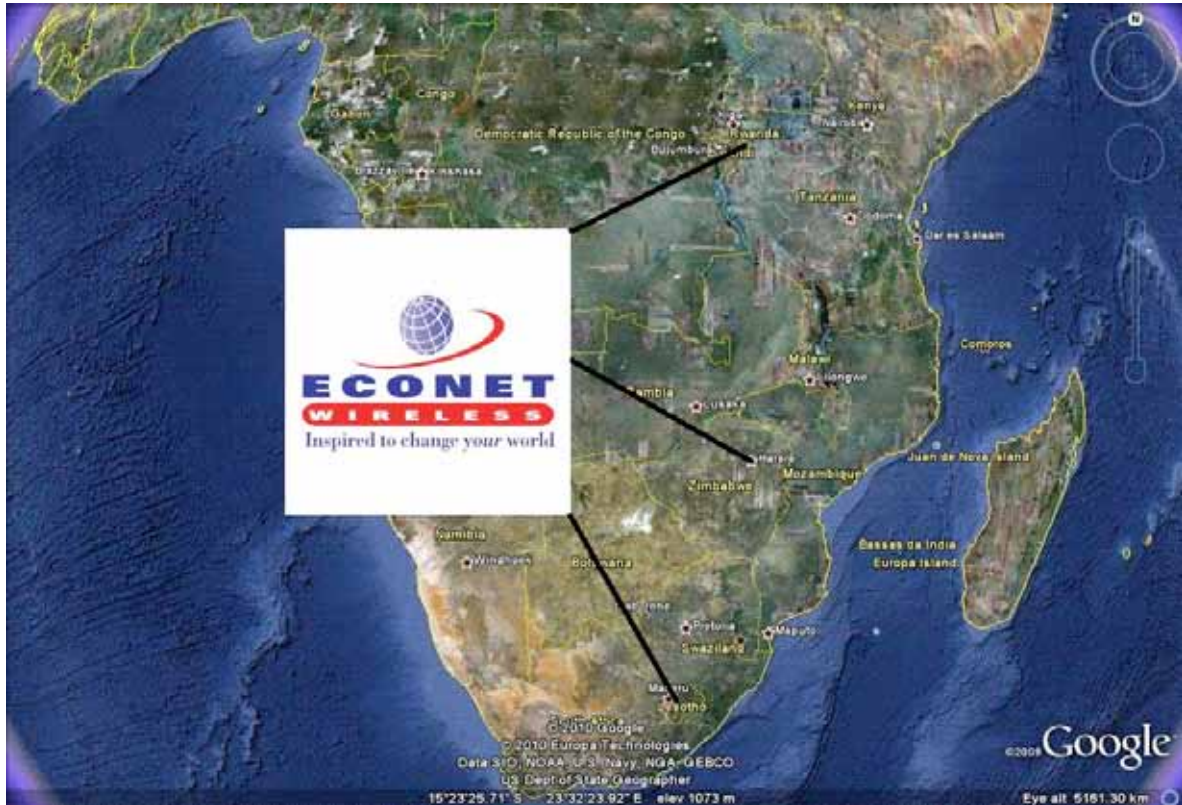 N
Congo
Gabon
Kenya
Democratic Republic of the Congo
Rwanda
Nairobi
Bujumbura
Kinshasa
Tanzania
Dodoma
Dar es Salaam
ECONET
WIRELESS
Inspired to change your world
Malawi
Lilongwe
Comoros
Lusaka
Harare
Juan de Nova Island
Mozambique
Zimbabwe
Namibia
Windhoek
Botswana
Bassas da India
Europa Island
Pretoria
Maputo
Swaziland
Maseru
Lesotho
© 2010 Google
© 2010 Europa Technologies
Data SIO, NOAA, U.S. Navy, NGA, GEBCO
US Dept of State Geographer
©2009 Google
15°23'25.71" S 23°32'23.92" E elev 1073 m
Eye alt 5161.30 km